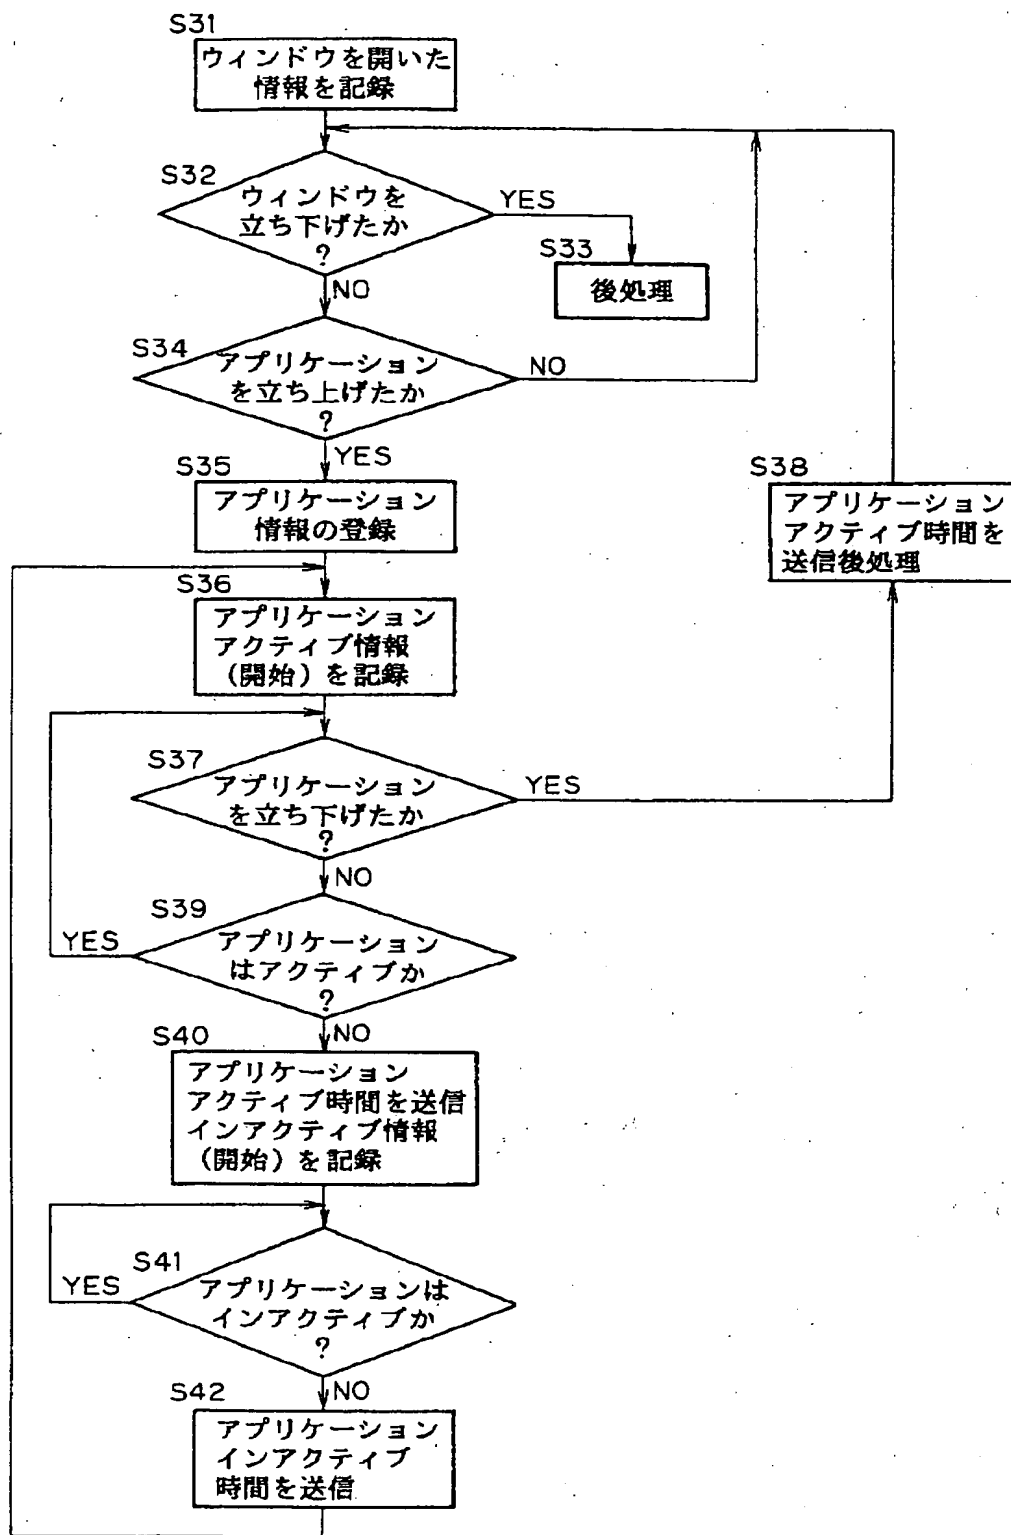 S31
ウィンドウを開いた
情報を記録
S32
ウィンドウを
立ち下げたか
?
YES
S33
後処理
NO
S34
アプリケーション
を立ち上げたか
?
NO
YES
S35
アプリケーション
情報の登録
S38
アプリケーション
アクティブ時間を
送信後処理
S36
アプリケーション
アクティブ情報
(開始)を記録
S37
アプリケーション
を立ち下げたか
?
YES
NO
S39
アプリケーション
はアクティブか
?
YES
NO
S40
アプリケーション
アクティブ時間を送信
インアクティブ情報
(開始)を記録
S41
アプリケーションは
インアクティブか
?
YES
NO
S42
アプリケーション
インアクティブ
時間を送信